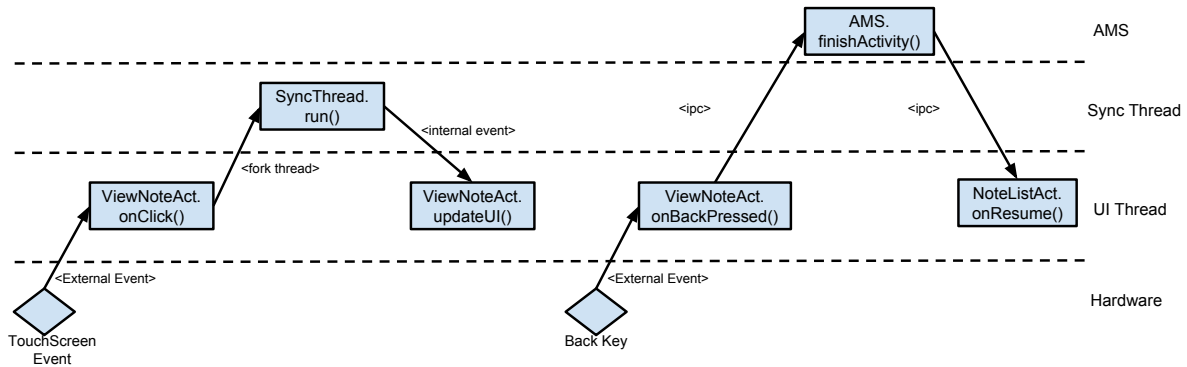 AMS.
finishActivity()
AMS
SyncThread.
run()
<ipc>
<ipc>
Sync Thread
<internal event>
<fork thread>
ViewNoteAct.
onClick()
ViewNoteAct.
updateUI()
ViewNoteAct.
onBackPressed()
NoteListAct.
onResume()
UI Thread
<External Event>
<External Event>
Hardware
TouchScreen
Event
Back Key